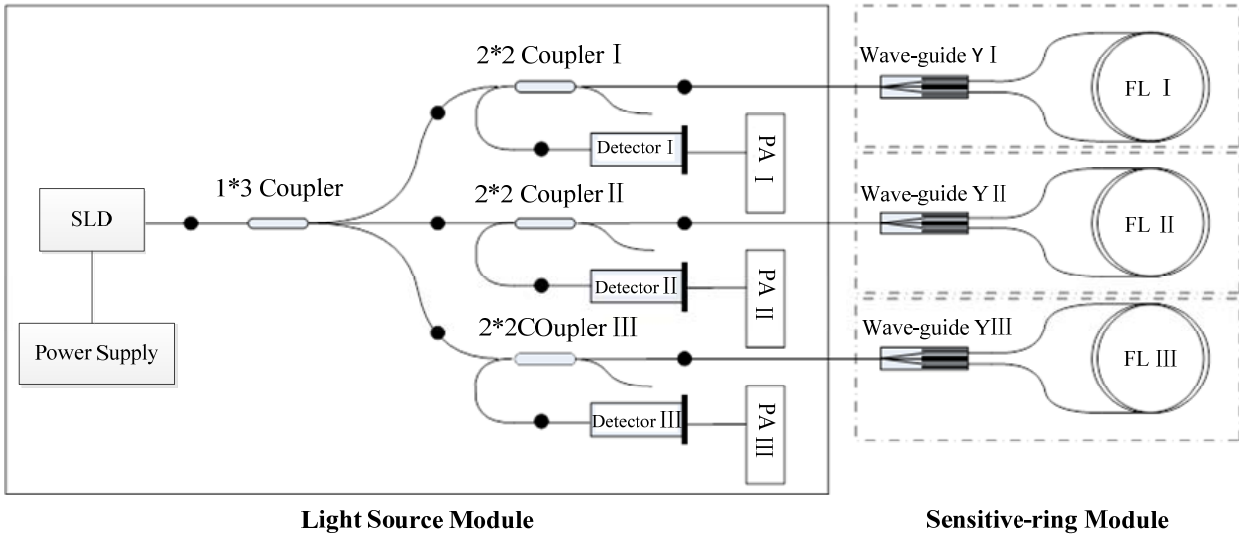 2*2 Coupler Ⅰ
Wave-guide Y Ⅰ
FL Ⅰ
Detector Ⅰ
PA Ⅰ
1*3 Coupler
2*2 Coupler Ⅱ
Wave-guide Y Ⅱ
SLD
FL Ⅱ
Detector Ⅱ
PA Ⅱ
2*2COupler Ⅲ
Wave-guide YⅢ
Power Supply
FL Ⅲ
Detector Ⅲ
PA Ⅲ
Light Source Module
Sensitive-ring Module